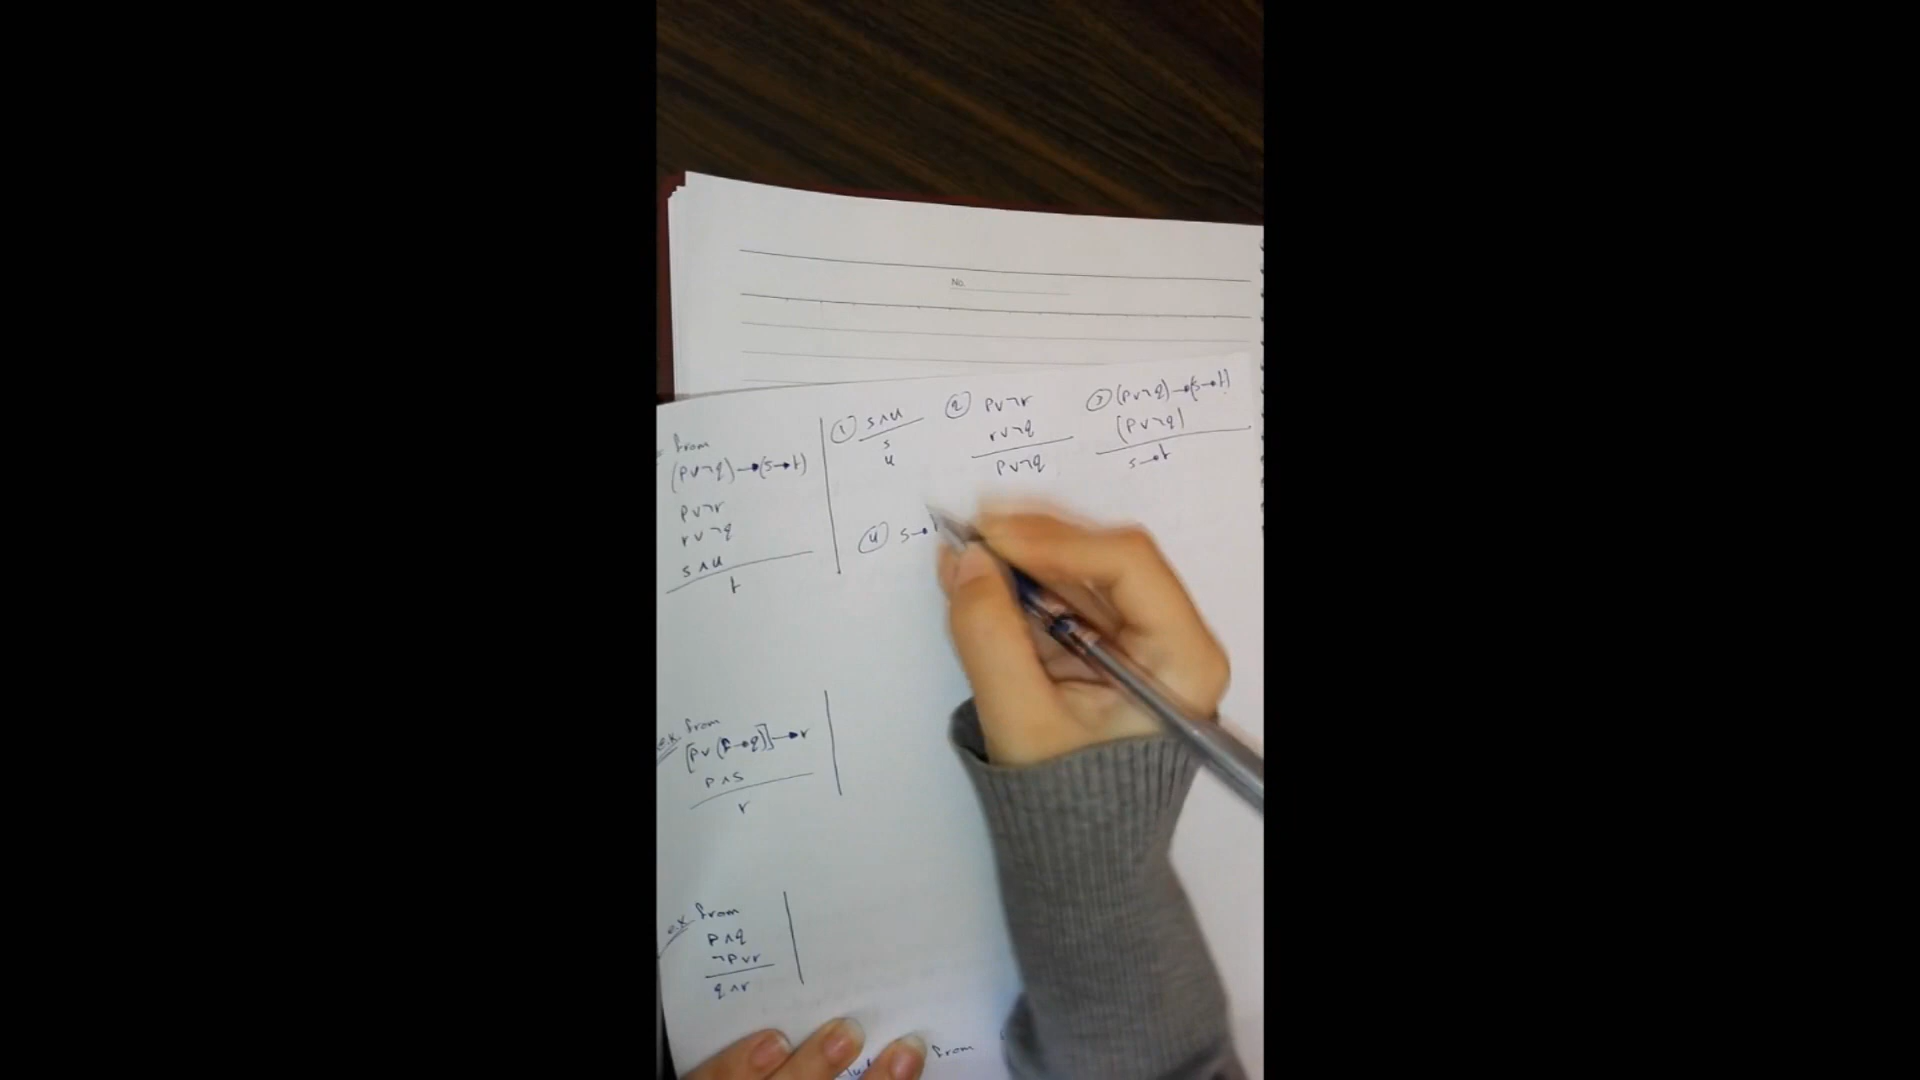 No.
from
(p∨¬q)→(s→t)
p∨¬r
r∨¬q
s∧u
t
① s∧u
s
u
② p∨¬r
r∨¬q
p∨¬q
③ (p∨¬q)→(s→t)
(p∨¬q)
s→t
④ s→t
ex. from
[p∨( →q)]→r
p∧s
r
ex. from
p∧q
¬p∨r
q∧r
from